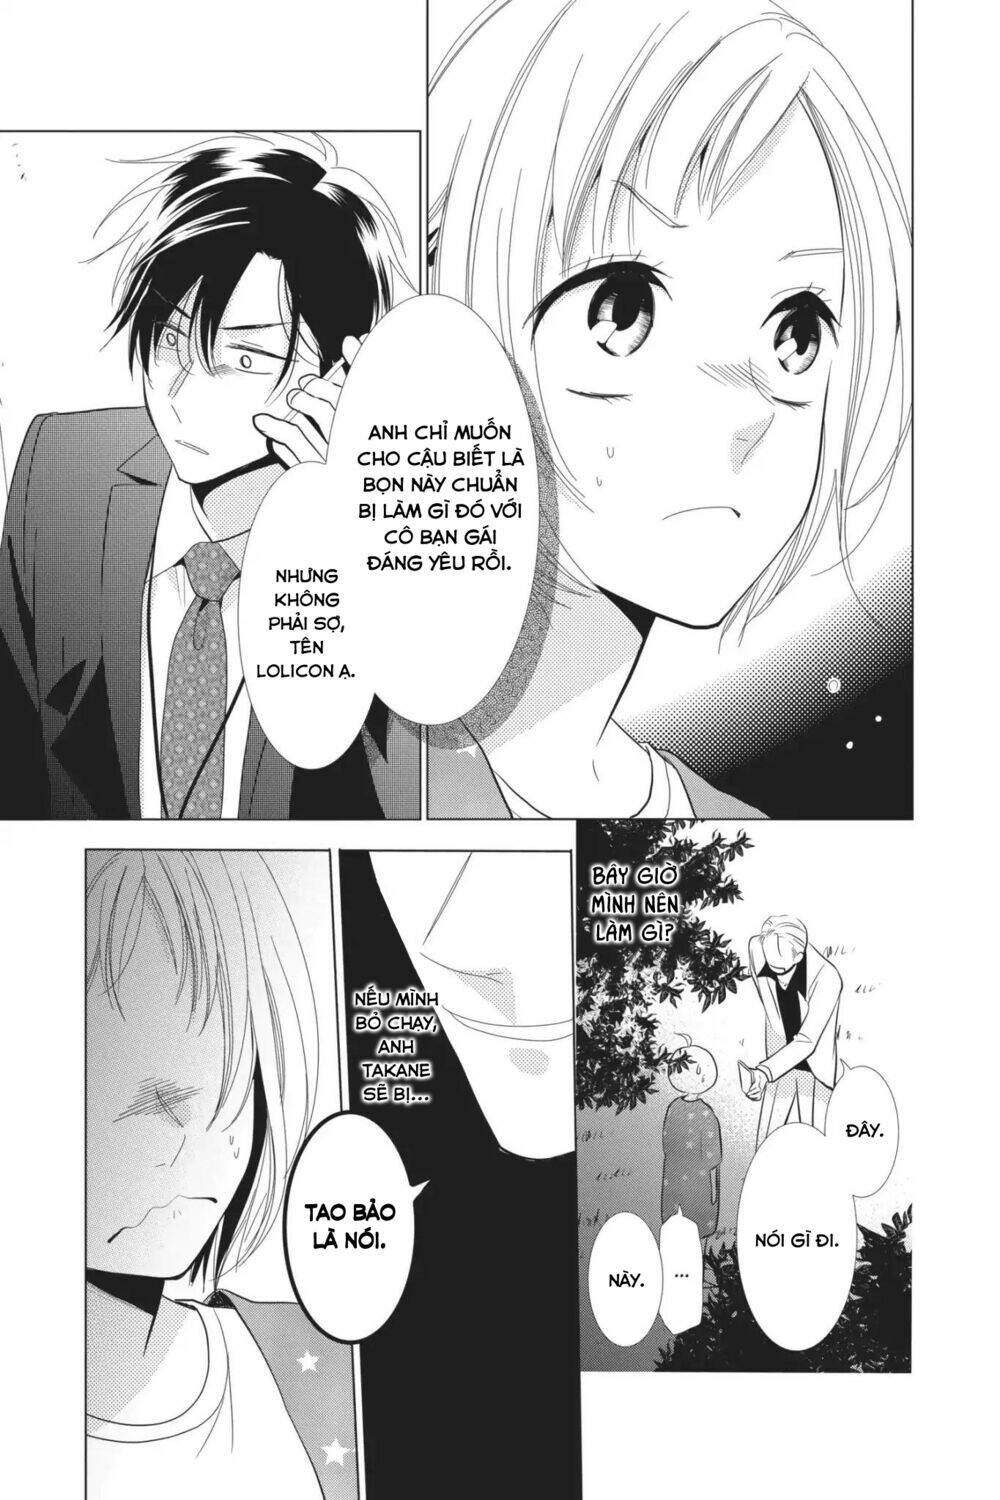 ANH CHỈ MUỐN
CHO CẬU BIẾT LÀ
BỌN NÀY CHUẨN
BỊ LÀM GÌ ĐÓ VỚI
CÔ BẠN GÁI
ĐÁNG YÊU RỒI.
NHƯNG
KHÔNG
PHẢI SỢ,
TÊN
LOLICON Ạ.
BÂY GIỜ
MÌNH NÊN
LÀM GÌ?
ĐÂY.
NÓI GÌ ĐI.
...
NÀY.
NẾU MÌNH
BỎ CHẠY,
ANH
TAKANE
SẼ BỊ...
TAO BẢO
LÀ NÓI.